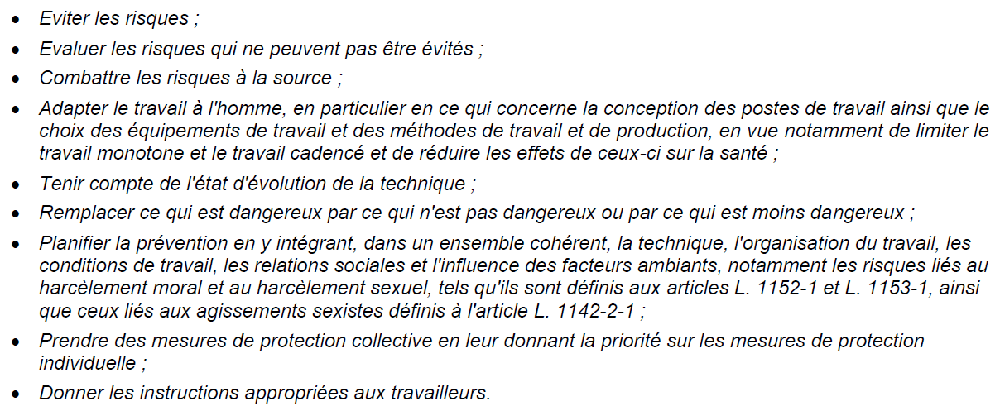 • Eviter les risques ;
• Evaluer les risques qui ne peuvent pas être évités ;
• Combattre les risques à la source ;
• Adapter le travail à l'homme, en particulier en ce qui concerne la conception des postes de travail ainsi que le
choix des équipements de travail et des méthodes de travail et de production, en vue notamment de limiter le
travail monotone et le travail cadencé et de réduire les effets de ceux-ci sur la santé ;
• Tenir compte de l'état d'évolution de la technique ;
• Remplacer ce qui est dangereux par ce qui n'est pas dangereux ou par ce qui est moins dangereux ;
• Planifier la prévention en y intégrant, dans un ensemble cohérent, la technique, l'organisation du travail, les
conditions de travail, les relations sociales et l'influence des facteurs ambiants, notamment les risques liés au
harcèlement moral et au harcèlement sexuel, tels qu'ils sont définis aux articles L. 1152-1 et L. 1153-1, ainsi
que ceux liés aux agissements sexistes définis à l'article L. 1142-2-1 ;
• Prendre des mesures de protection collective en leur donnant la priorité sur les mesures de protection
individuelle ;
• Donner les instructions appropriées aux travailleurs.